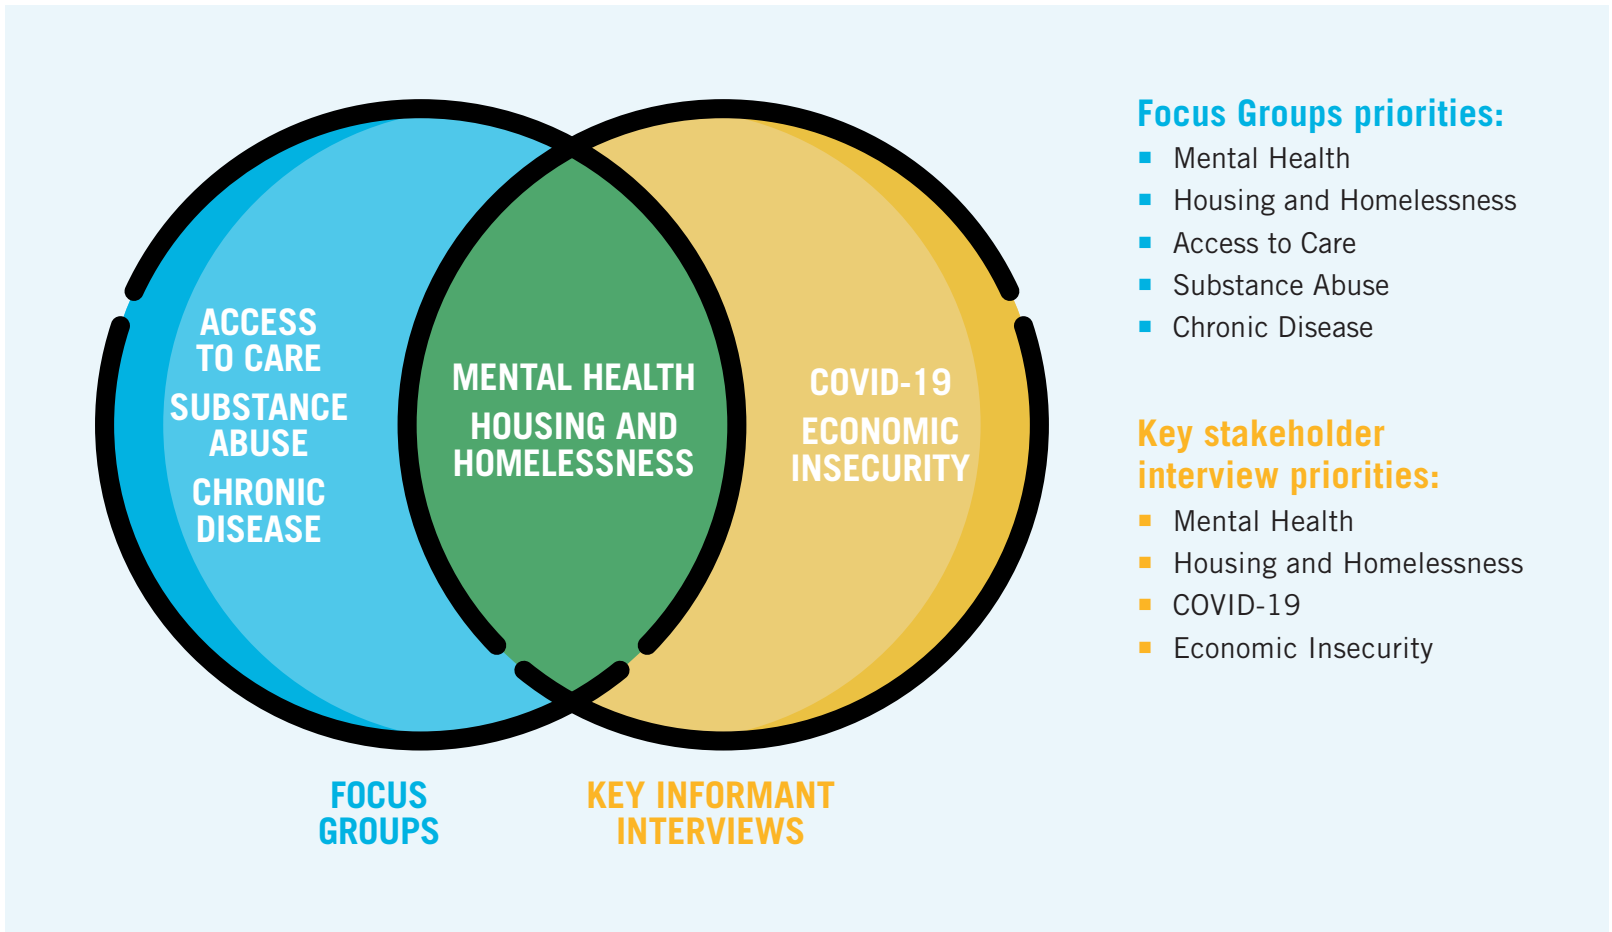 ACCESS
TO CARE
SUBSTANCE
ABUSE
CHRONIC
DISEASE
MENTAL HEALTH
HOUSING AND
HOMELESSNESS
COVID-19
ECONOMIC
INSECURITY
FOCUS
GROUPS
KEY INFORMANT
INTERVIEWS
Focus Groups priorities:
Mental Health
Housing and Homelessness
Access to Care
Substance Abuse
Chronic Disease
Key stakeholder
interview priorities:
Mental Health
Housing and Homelessness
COVID-19
Economic Insecurity